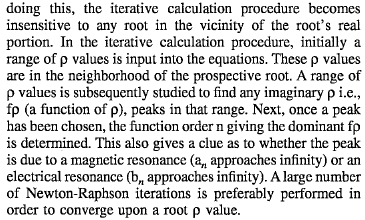 doing this, the iterative calculation procedure becomes
insensitive to any root in the vicinity of the root's real
portion. In the iterative calculation procedure, initially a
range of ρ values is input into the equations. These ρ values
are in the neighborhood of the prospective root. A range of
ρ values is subsequently studied to find any imaginary ρ i.e.,
fρ (a function of ρ), peaks in that range. Next, once a peak
has been chosen, the function order n giving the dominant fρ
is determined. This also gives a clue as to whether the peak
is due to a magnetic resonance (aₙ approaches infinity) or an
electrical resonance (bₙ approaches infinity). A large number
of Newton-Raphson iterations is preferably performed in
order to converge upon a root ρ value.